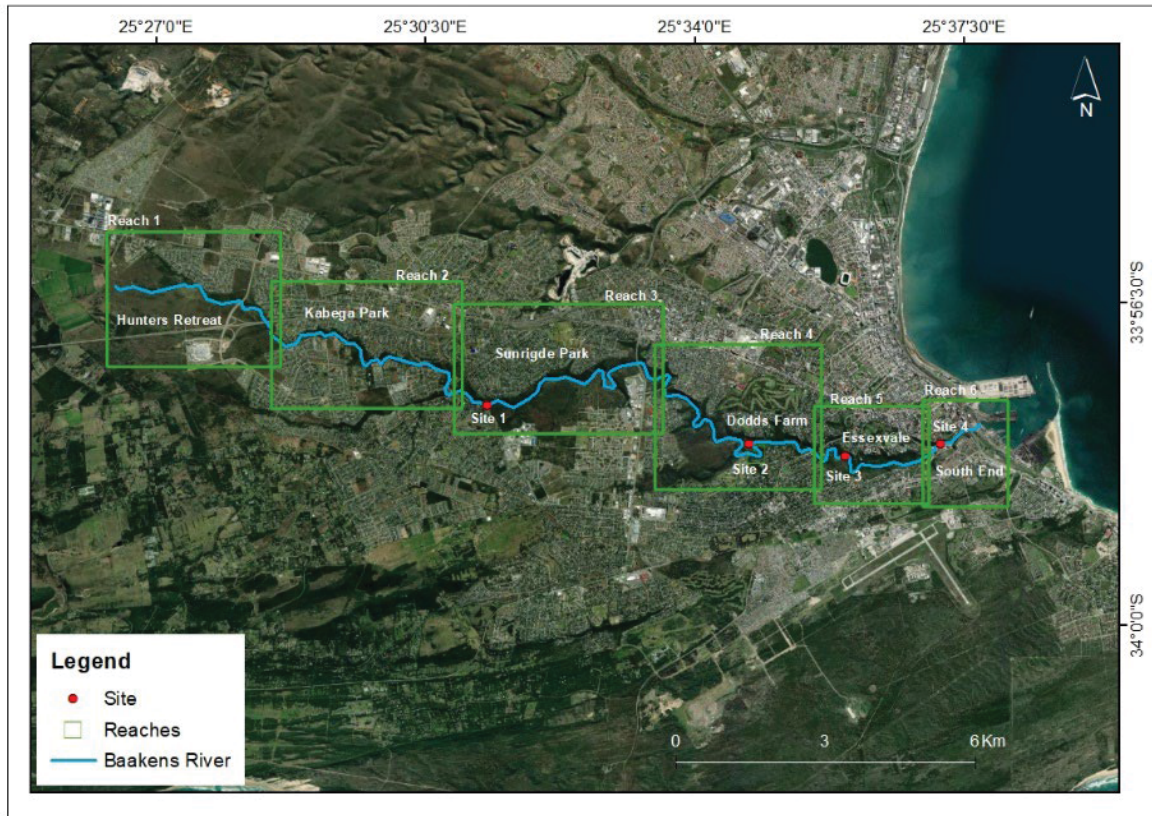 25°27'0"E
25°30'30"E
25°34'0"E
25°37'30"E
N
Reach 1
Reach 2
Hunters Retreat
Kabega Park
Reach 3
33°56'30"S
Sunrigde Park
Reach 4
Reach 5
Reach 6
Site 1
Dodds Farm
Essexvale
Site 4
Site 2
Site 3
South End
34°0'0"S
Legend
Site
Reaches
Baakens River
0 3 6 Km